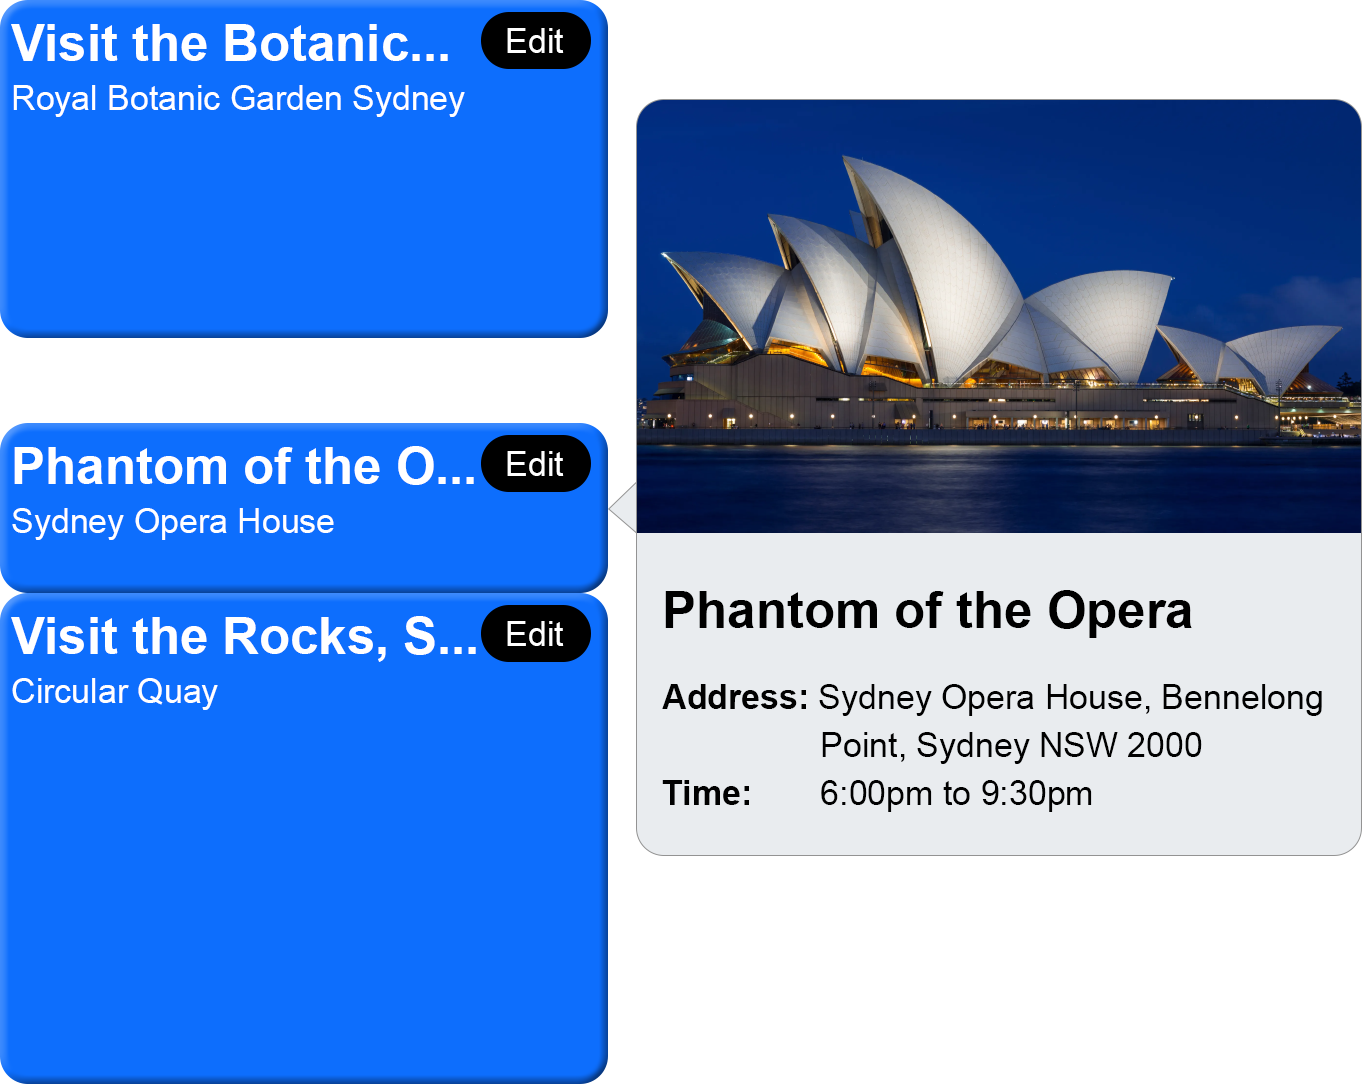 Visit the Botanic...
Edit
Royal Botanic Garden Sydney
Phantom of the O...
Edit
Sydney Opera House
Visit the Rocks, S...
Edit
Circular Quay
Phantom of the Opera
Address: Sydney Opera House, Bennelong
Point, Sydney NSW 2000
Time: 6:00pm to 9:30pm